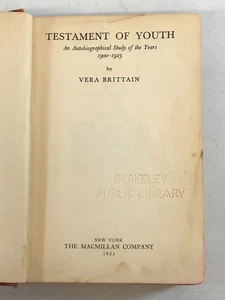 TESTAMENT OF YOUTH
An Autobiographical Study of the Years
1900-1925
by
VERA BRITTAIN
BERKELEY
PUBLIC LIBRARY
NEW YORK
THE MACMILLAN COMPANY
1933